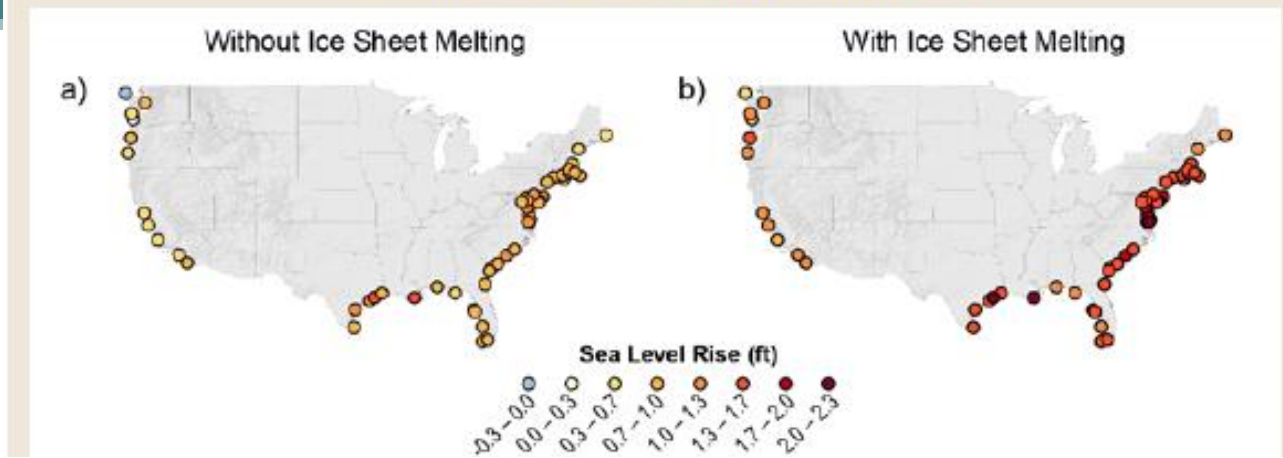 Without Ice Sheet Melting
With Ice Sheet Melting
a)
b)
Sea Level Rise (ft)
-0.3 – 0.0
0.0 – 0.3
0.3 – 0.7
0.7 – 1.0
1.0 – 1.3
1.3 – 1.7
1.7 – 2.0
2.0 – 2.3